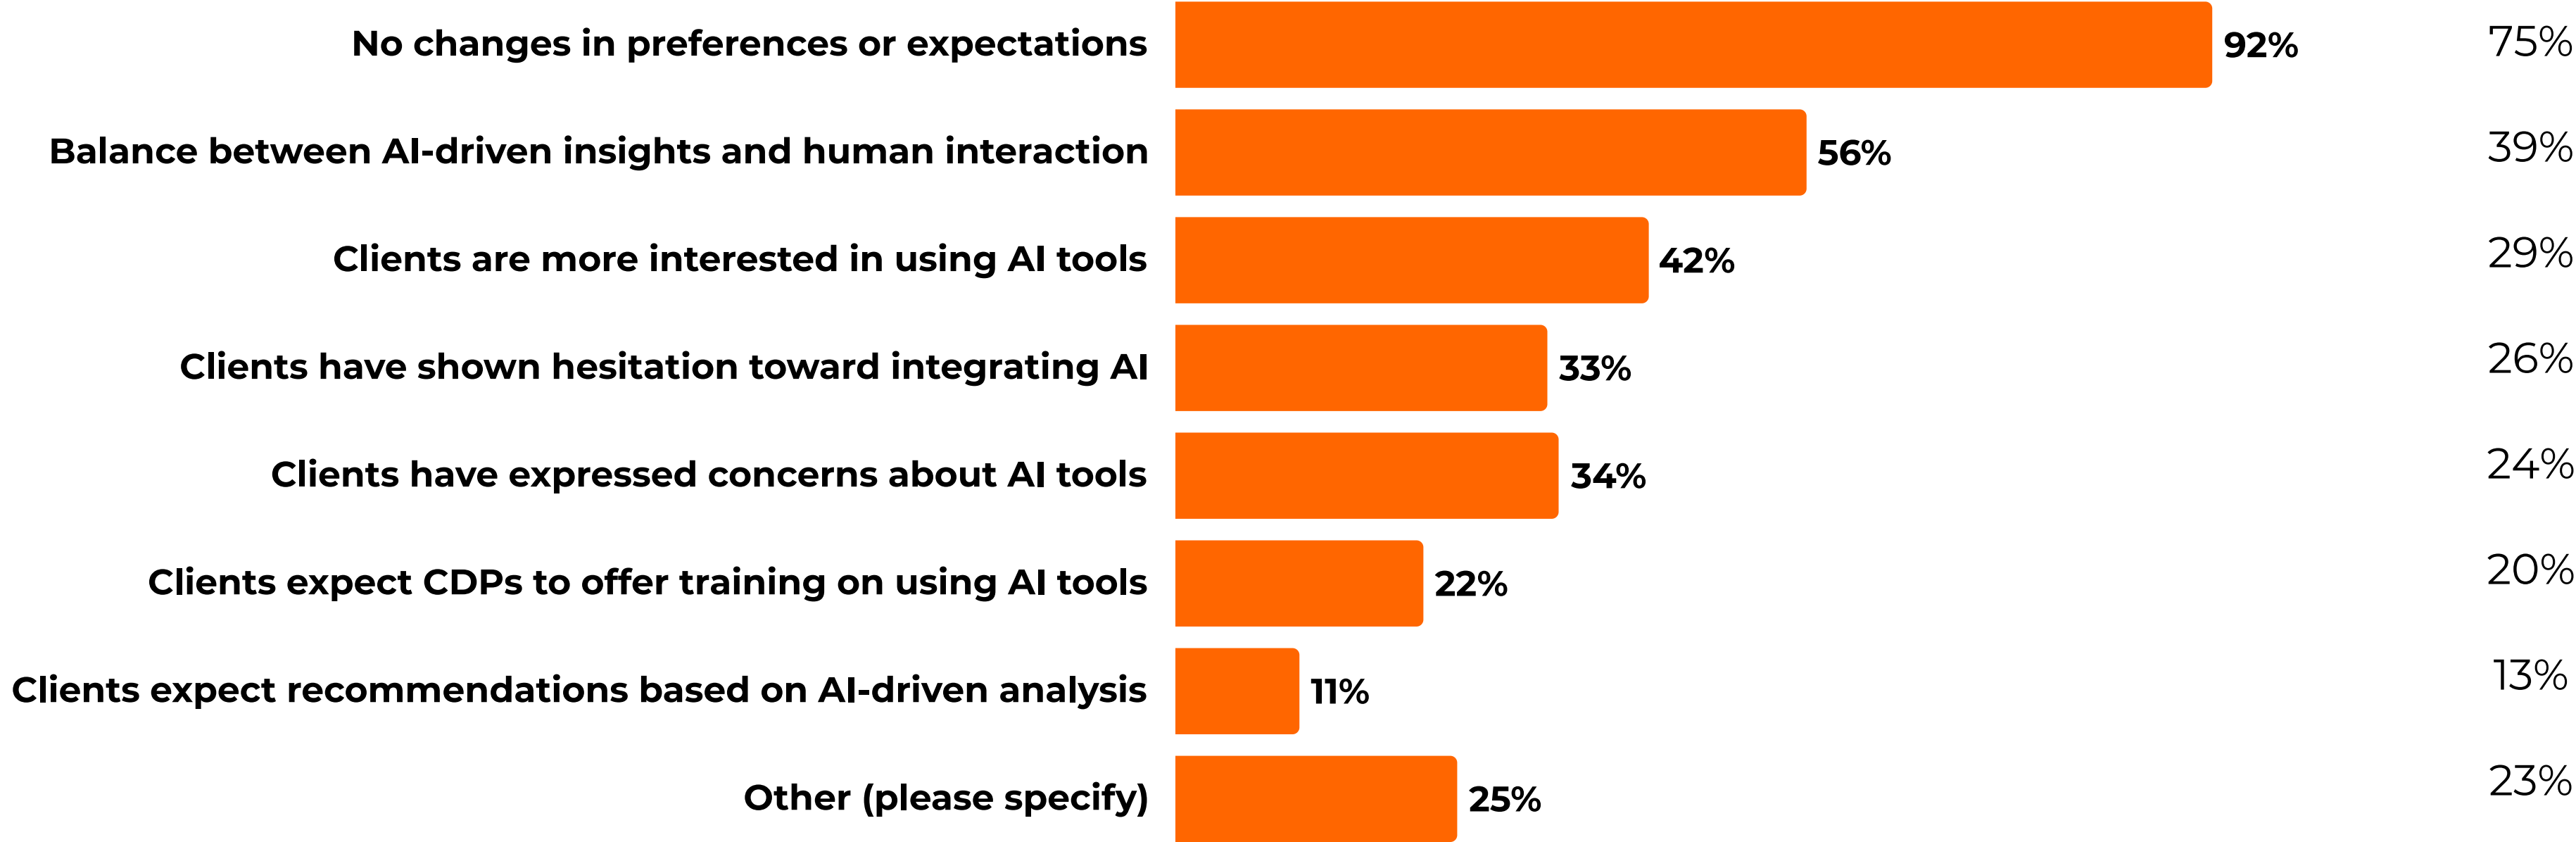 No changes in preferences or expectations 92% 75%
Balance between AI-driven insights and human interaction 56% 39%
Clients are more interested in using AI tools 42% 29%
Clients have shown hesitation toward integrating AI 33% 26%
Clients have expressed concerns about AI tools 34% 24%
Clients expect CDPs to offer training on using AI tools 22% 20%
Clients expect recommendations based on AI-driven analysis 11% 13%
Other (please specify) 25% 23%